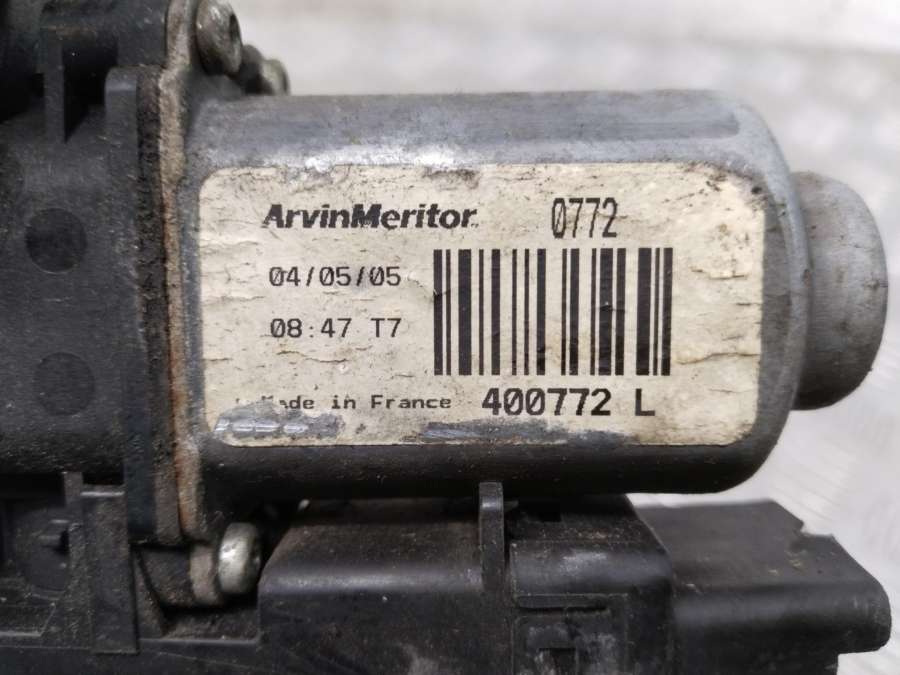 ArvinMeritor 0772
04/05/05
08:47 T7
Made in France 400772 L